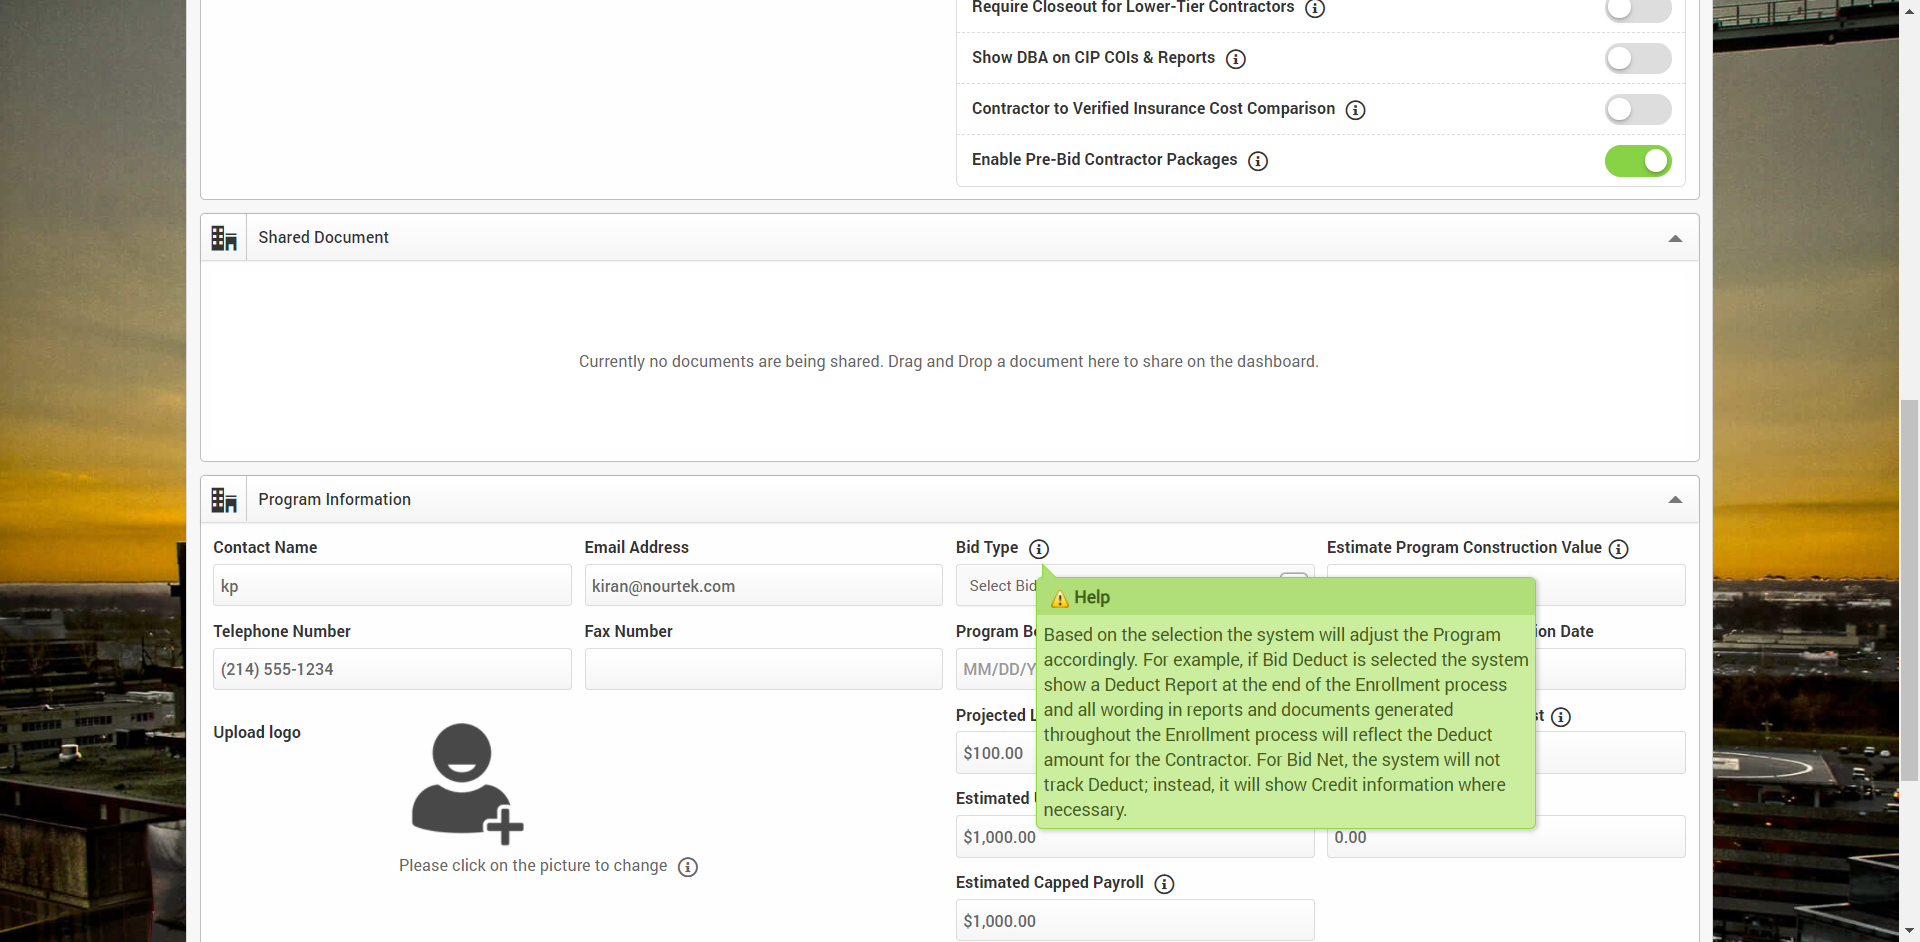 Require Closeout for Lower-Tier Contractors
Show DBA on CIP COIs & Reports
Contractor to Verified Insurance Cost Comparison
Enable Pre-Bid Contractor Packages
Shared Document
Currently no documents are being shared. Drag and Drop a document here to share on the dashboard.
Program Information
Contact Name
kp
Email Address
kiran@nourtek.com
Bid Type
Select Bid
Estimate Program Construction Value
Telephone Number
(214) 555-1234
Fax Number
Program B
MM/DD/Y
ion Date
Help
Based on the selection the system will adjust the Program
accordingly. For example, if Bid Deduct is selected the system
show a Deduct Report at the end of the Enrollment process
and all wording in reports and documents generated
throughout the Enrollment process will reflect the Deduct
amount for the Contractor. For Bid Net, the system will not
track Deduct; instead, it will show Credit information where
necessary.
Upload logo
Please click on the picture to change
Projected L
$100.00
Estimated
$1,000.00
0.00
Estimated Capped Payroll
$1,000.00